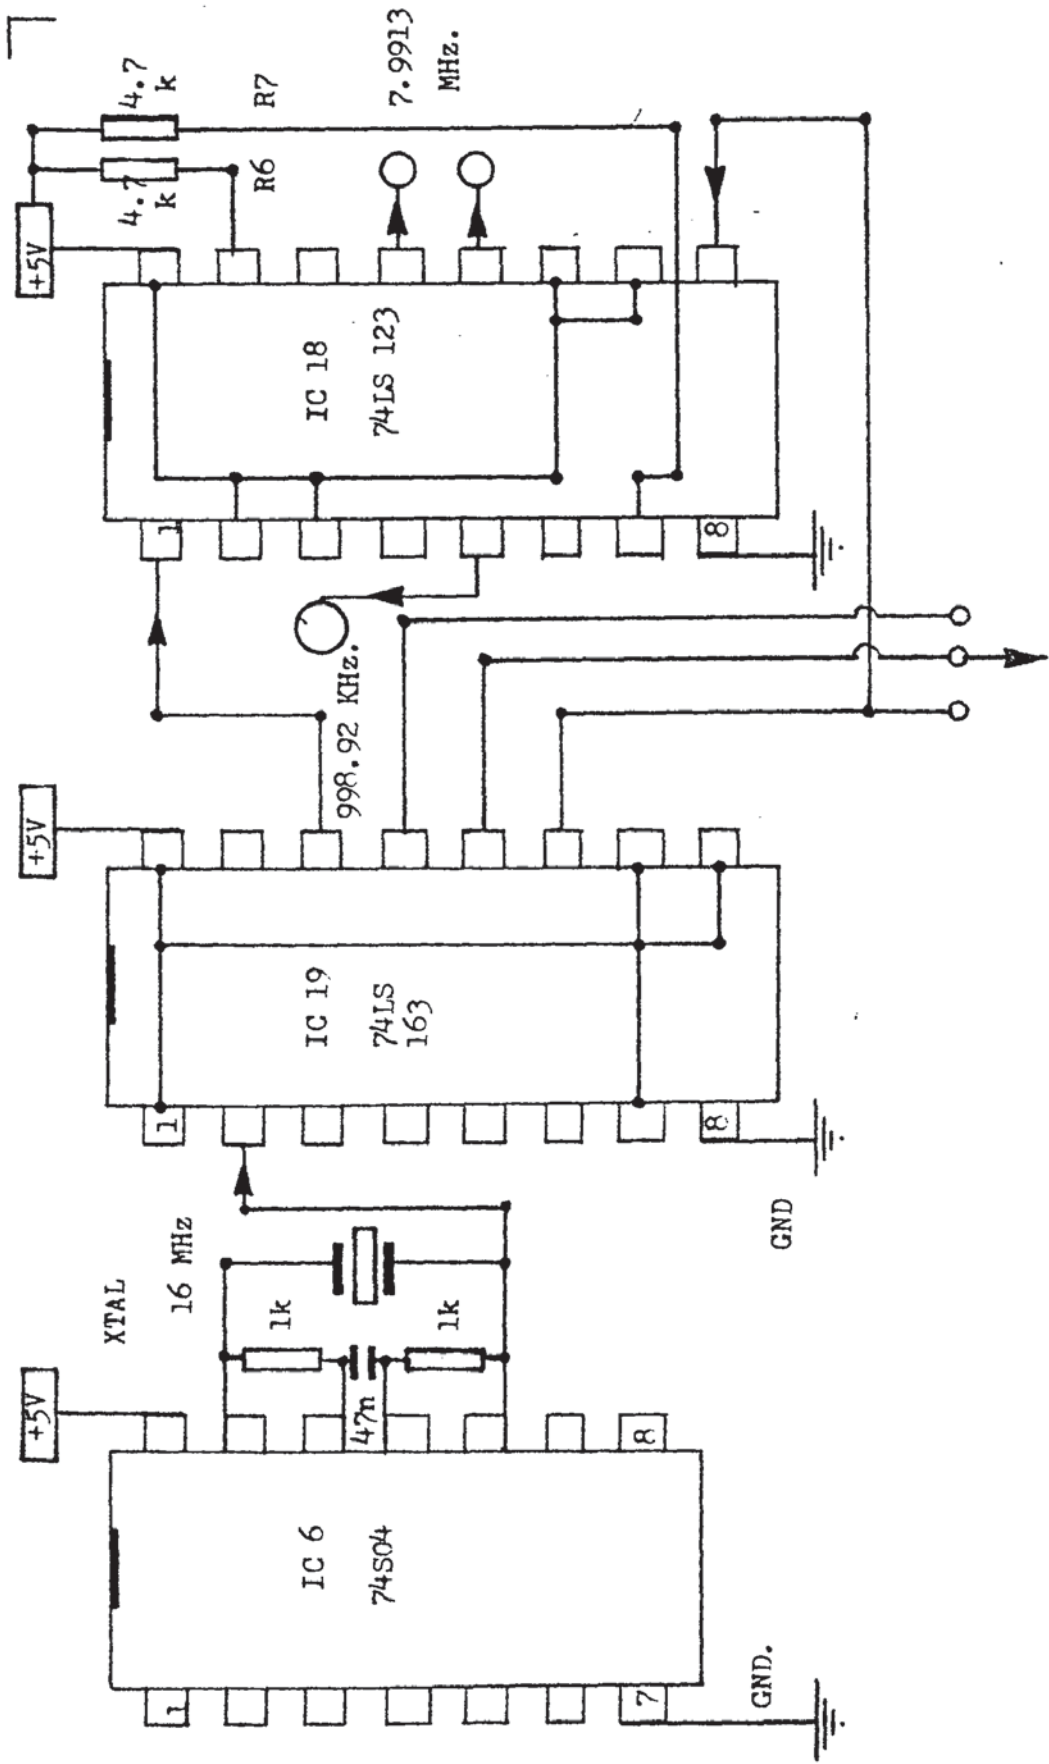 +5V
4.7
k
4.7
k
R6
R7
7.9913
MHz.
IC 18
74LS 123
1
8
998.92 KHz.
+5V
IC 19
74LS
163
1
8
GND
XTAL
16 MHz
1k
1k
47n
+5V
8
IC 6
74S04
1
7
GND.